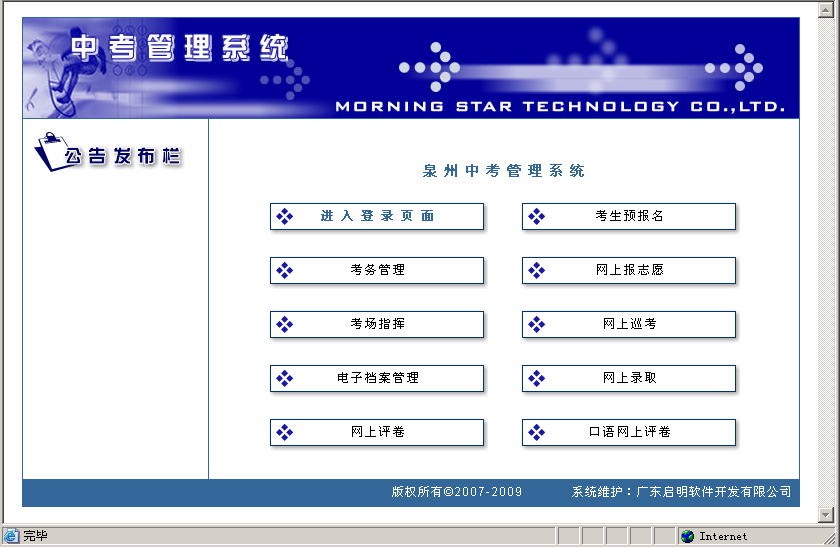 中考管理系统
MORNING STAR TECHNOLOGY CO.,LTD.
公告发布栏
泉州中考管理系统
进入登录页面
考生预报名
考务管理
网上报志愿
考场指挥
网上巡考
电子档案管理
网上录取
网上评卷
口语网上评卷
版权所有©2007-2009 系统维护：广东启明软件开发有限公司
完毕
Internet